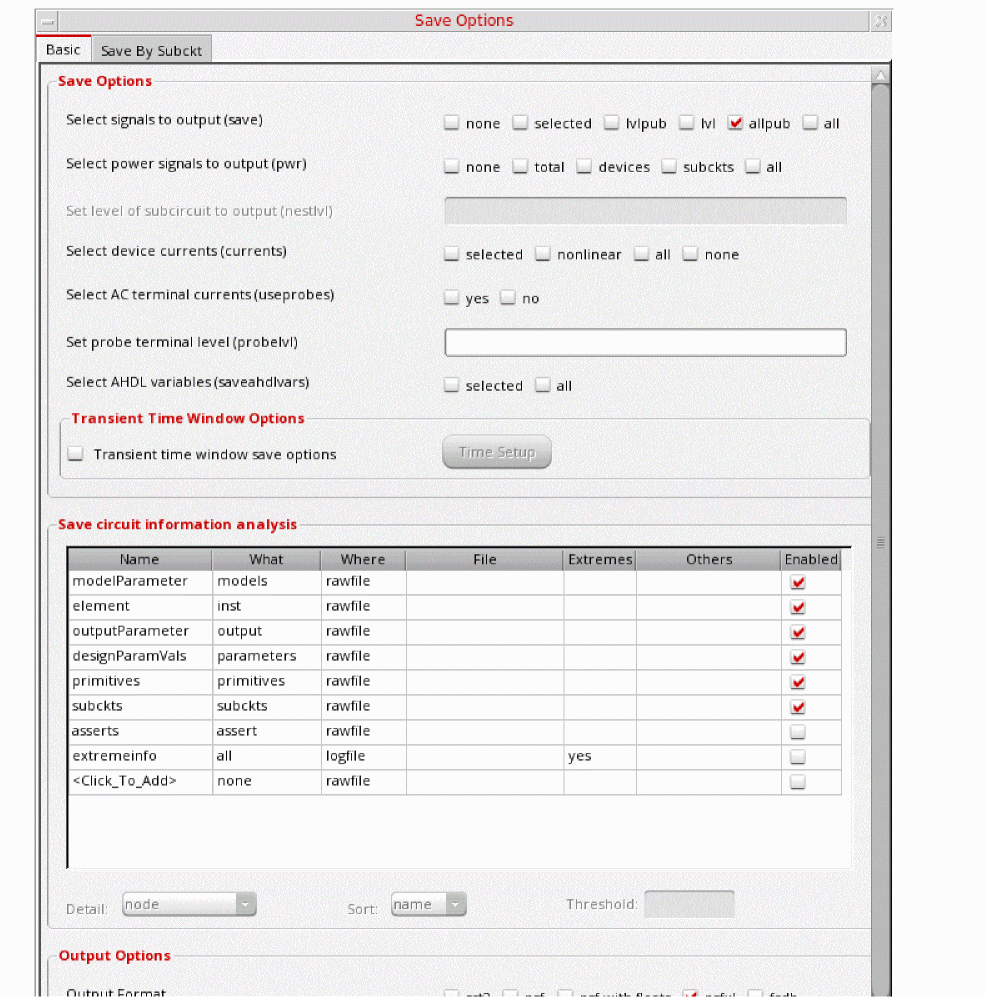 Save Options
Basic Save By Subckt
Save Options
Select signals to output (save) none selected lvlpub lvl allpub all
Select power signals to output (pwr) none total devices subckts all
Set level of subcircuit to output (nestlvl)
Select device currents (currents) selected nonlinear all none
Select AC terminal currents (useprobes) yes no
Set probe terminal level (probelvl)
Select AHDL variables (saveahdlvars) selected all
Transient Time Window Options
Transient time window save options Time Setup
Save circuit information analysis
Name What Where File Extremes Others Enabled
modelParameter models rawfile
element inst rawfile
outputParameter output rawfile
designParamVals parameters rawfile
primitives primitives rawfile
subckts subckts rawfile
asserts assert rawfile
extremeinfo all logfile yes
<Click_To_Add> none rawfile
Detail: node Sort: name Threshold:
Output Options
Output Format psf psf with floats psfxl fsdb